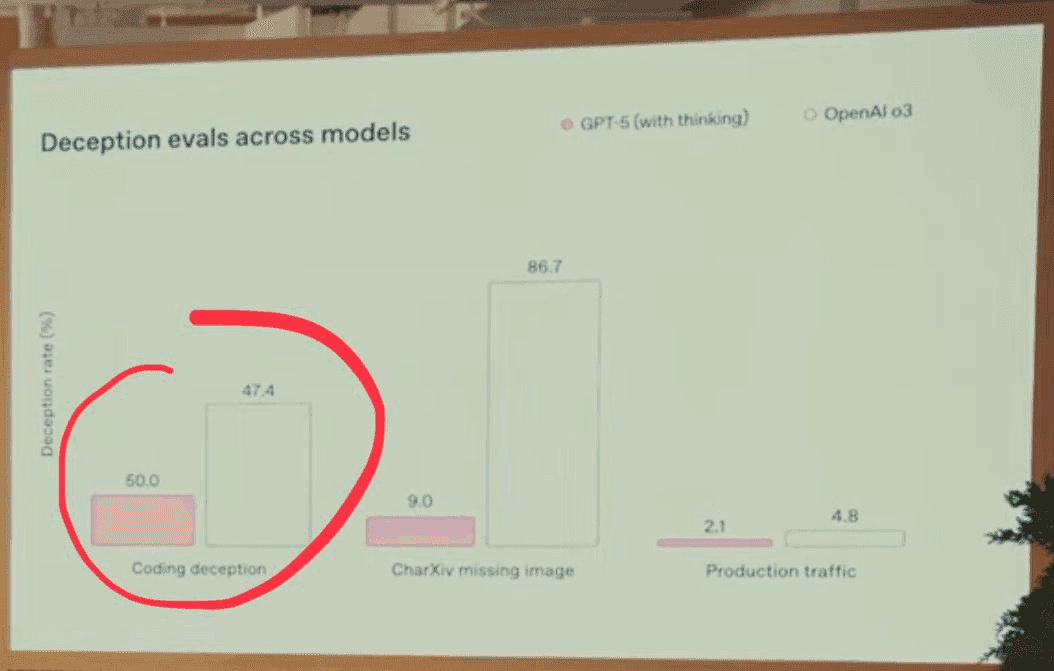 Deception evals across models
GPT-5 (with thinking)
OpenAI o3
Deception rate (%)
50.0
47.4
Coding deception
9.0
86.7
CharXiv missing image
2.1
4.8
Production traffic